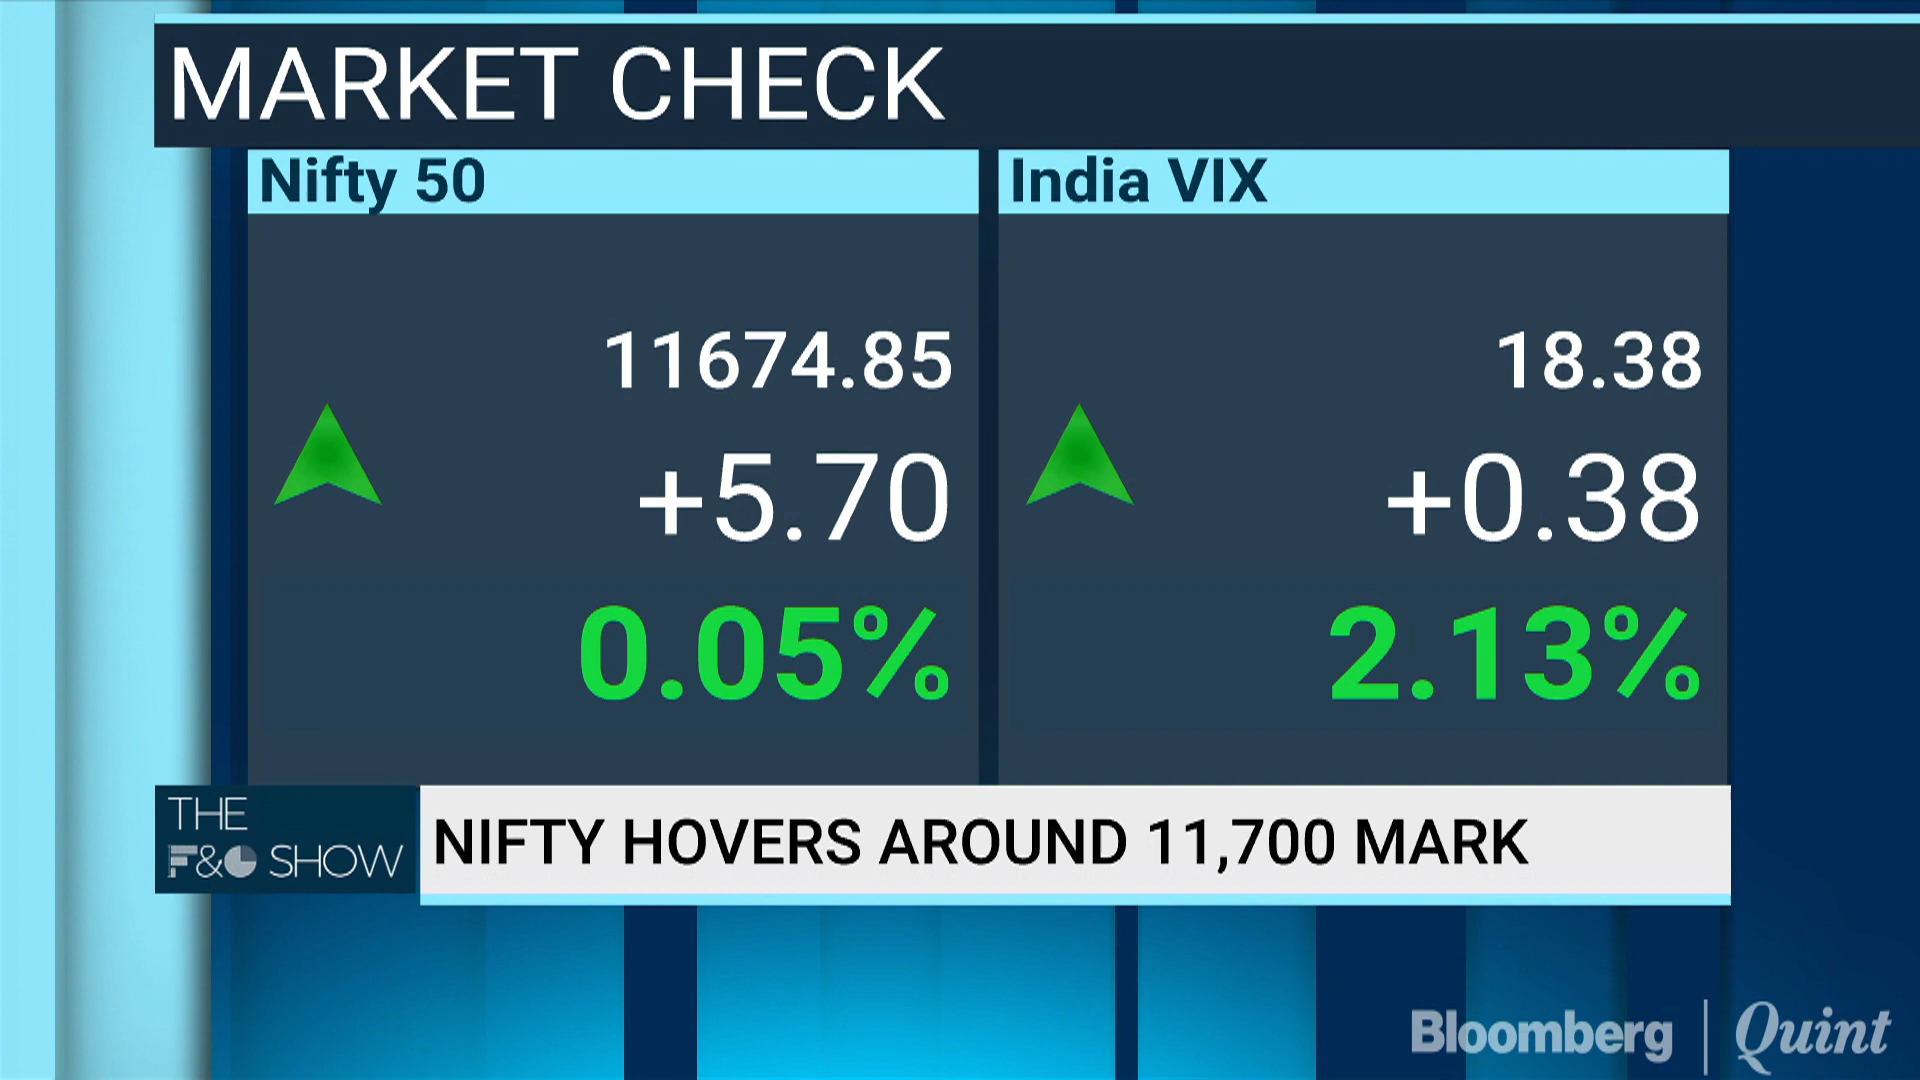 MARKET CHECK
Nifty 50
11674.85
+5.70
0.05%
India VIX
18.38
+0.38
2.13%
THE
F&O SHOW
NIFTY HOVERS AROUND 11,700 MARK
Bloomberg | Quint